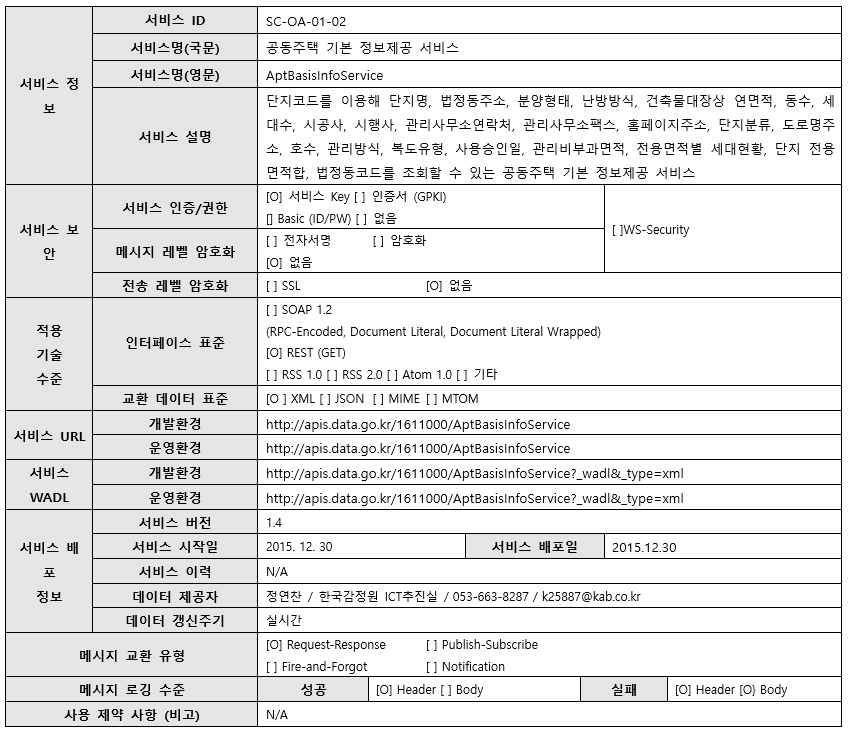 서비스 정
보
서비스 ID
SC-OA-01-02
서비스명(국문)
공동주택 기본 정보제공 서비스
서비스명(영문)
AptBasisInfoService
서비스 설명
단지코드를 이용해 단지명, 법정동주소, 분양형태, 난방방식, 건축물대장상 연면적, 동수, 세
대수, 시공사, 시행사, 관리사무소연락처, 관리사무소팩스, 홈페이지주소, 단지분류, 도로명주
소, 호수, 관리방식, 복도유형, 사용승인일, 관리비부과면적, 전용면적별 세대현황, 단지 전용
면적합, 법정동코드를 조회할 수 있는 공동주택 기본 정보제공 서비스
서비스 보
안
서비스 인증/권한
[O] 서비스 Key [ ] 인증서 (GPKI)
[] Basic (ID/PW) [ ] 없음
[ ]WS-Security
메시지 레벨 암호화
[ ] 전자서명 [ ] 암호화
[O] 없음
전송 레벨 암호화
[ ] SSL [O] 없음
적용
기술
수준
인터페이스 표준
[ ] SOAP 1.2
(RPC-Encoded, Document Literal, Document Literal Wrapped)
[O] REST (GET)
[ ] RSS 1.0 [ ] RSS 2.0 [ ] Atom 1.0 [ ] 기타
교환 데이터 표준
[O ] XML [ ] JSON [ ] MIME [ ] MTOM
서비스 URL
개발환경
http://apis.data.go.kr/1611000/AptBasisInfoService
운영환경
http://apis.data.go.kr/1611000/AptBasisInfoService
서비스
WADL
개발환경
http://apis.data.go.kr/1611000/AptBasisInfoService?_wadl&_type=xml
운영환경
http://apis.data.go.kr/1611000/AptBasisInfoService?_wadl&_type=xml
서비스 배
포
정보
서비스 버전
1.4
서비스 시작일
2015. 12. 30
서비스 배포일
2015.12.30
서비스 이력
N/A
데이터 제공자
정연찬 / 한국감정원 ICT추진실 / 053-663-8287 / k25887@kab.co.kr
데이터 갱신주기
실시간
메시지 교환 유형
[O] Request-Response [ ] Publish-Subscribe
[ ] Fire-and-Forgot [ ] Notification
메시지 로깅 수준
성공
[O] Header [ ] Body
실패
[O] Header [O} Body
사용 제약 사항 (비고)
N/A